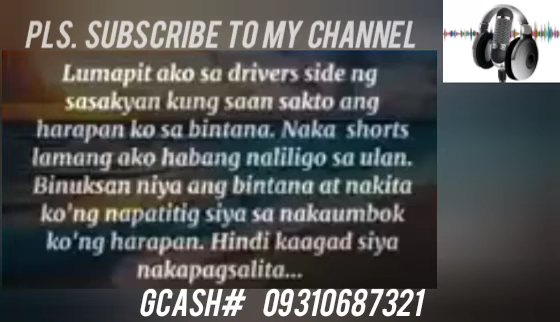 PLS. SUBSCRIBE TO MY CHANNEL
Lumapit ako sa drivers side ng
sasakyan kung saan sakto ang
harapan ko sa bintana. Naka shorts
lamang ako habang naliligo sa ulan.
Binuksan niya ang bintana at nakita
ko'ng napatitig siya sa nakaumbok
ko'ng harapan. Hindi kaagad siya
nakapagsalita...
GCASH# 09310687321